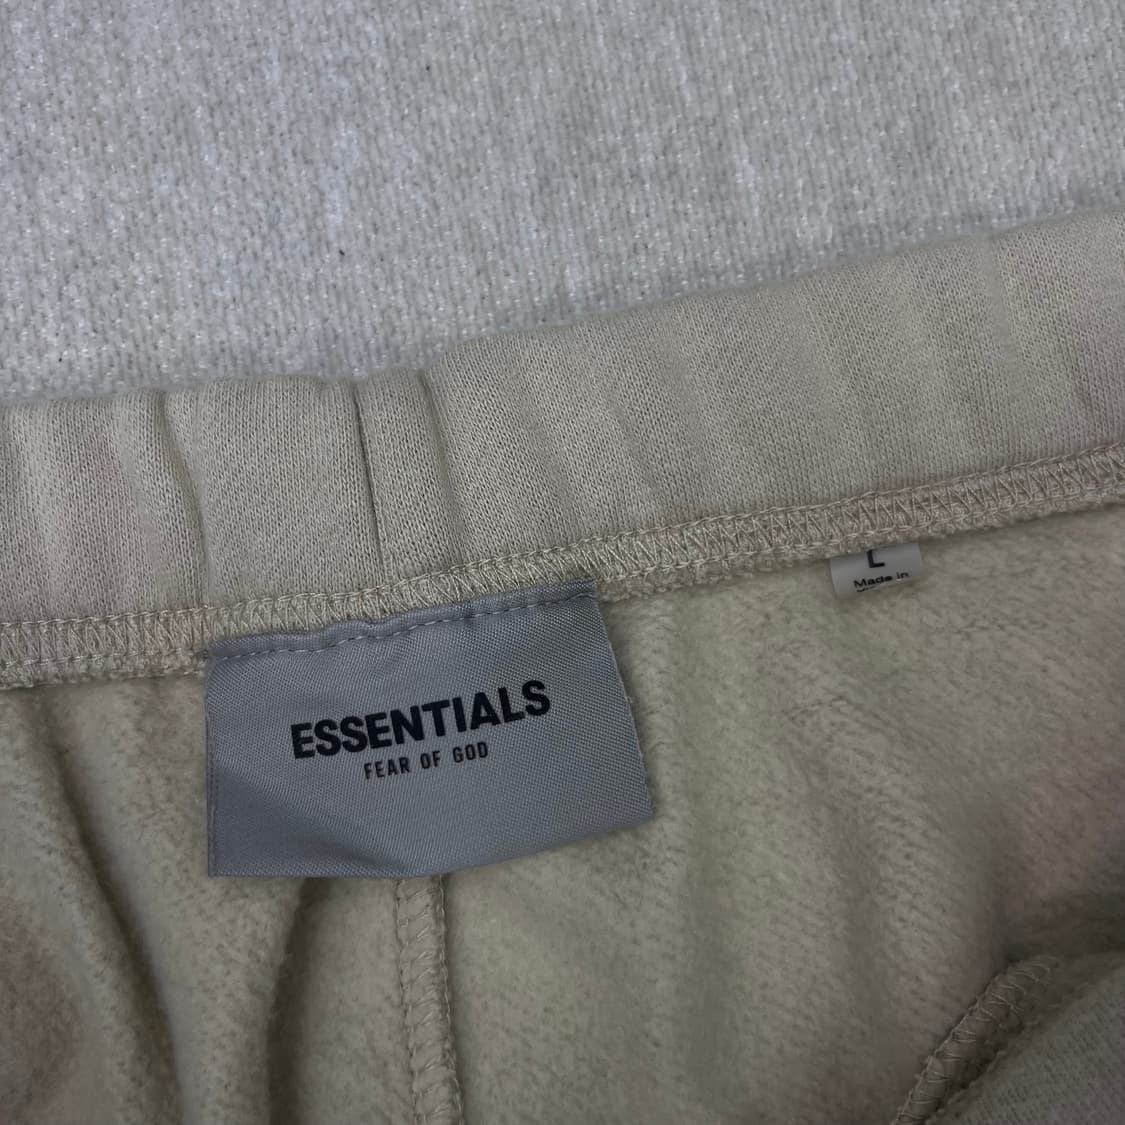 ESSENTIALS
FEAR OF GOD
L
Made in